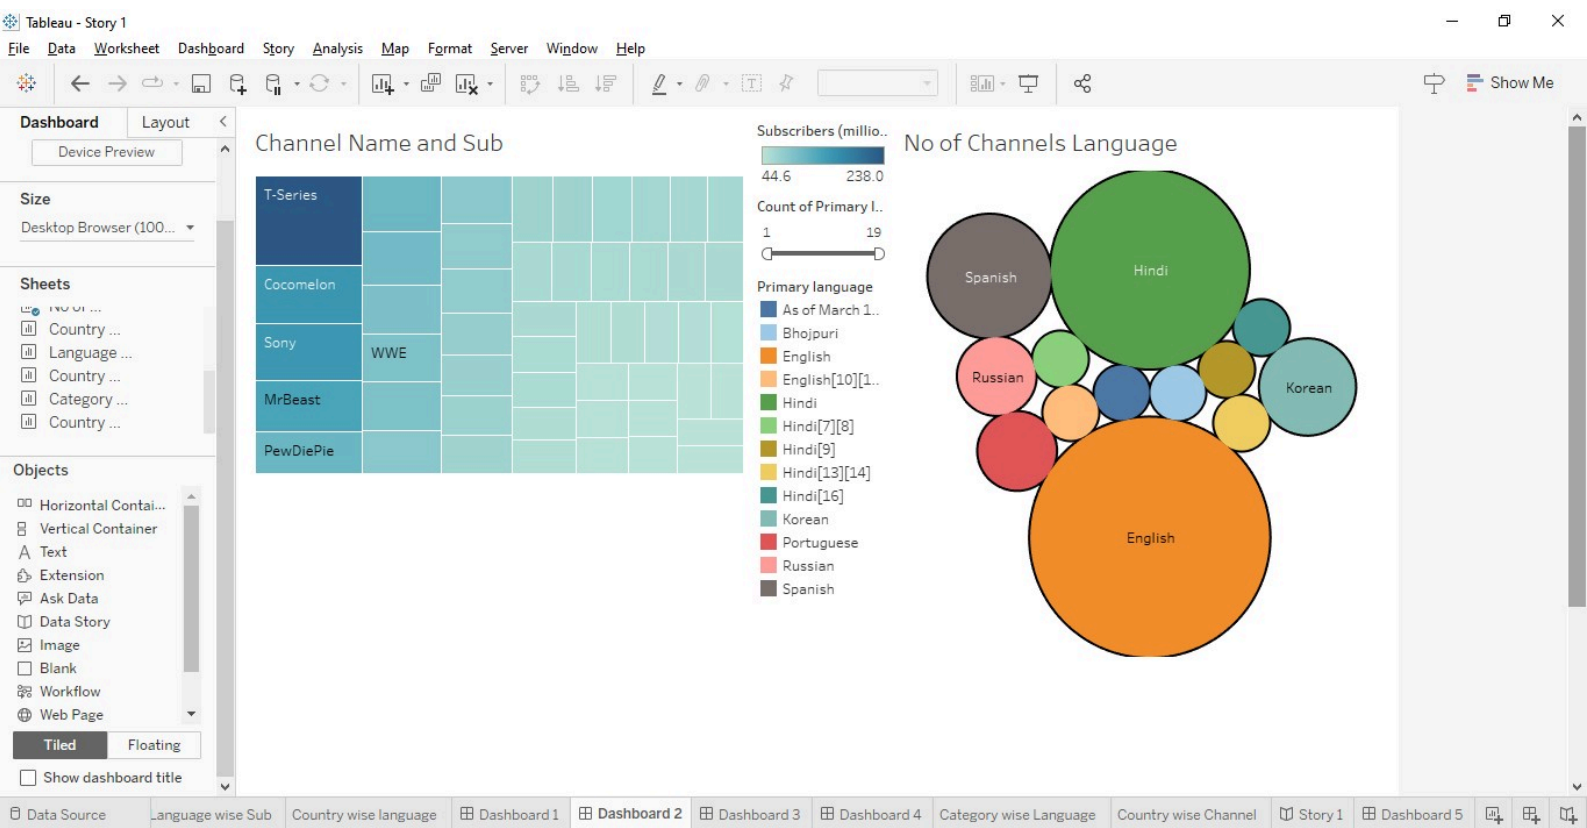 Tableau - Story 1
File Data Worksheet Dashboard Story Analysis Map Format Server Window Help
Show Me
Dashboard Layout
Device Preview
Size
Desktop Browser (100...
Sheets
No of ...
Country ...
Language ...
Country ...
Category ...
Country ...
Objects
Horizontal Contai...
Vertical Container
Text
Extension
Ask Data
Data Story
Image
Blank
Workflow
Web Page
Tiled Floating
Show dashboard title
Channel Name and Sub
T-Series
Cocomelon
Sony
MrBeast
PewDiePie
WWE
Subscribers (millio..
44.6 238.0
Count of Primary l..
1 19
Primary language
As of March 1..
Bhojpuri
English
English[10][1..
Hindi
Hindi[7][8]
Hindi[9]
Hindi[13][14]
Hindi[16]
Korean
Portuguese
Russian
Spanish
No of Channels Language
Hindi
Spanish
Russian
Korean
English
Data Source Language wise Sub Country wise language Dashboard 1 Dashboard 2 Dashboard 3 Dashboard 4 Category wise Language Country wise Channel Story 1 Dashboard 5